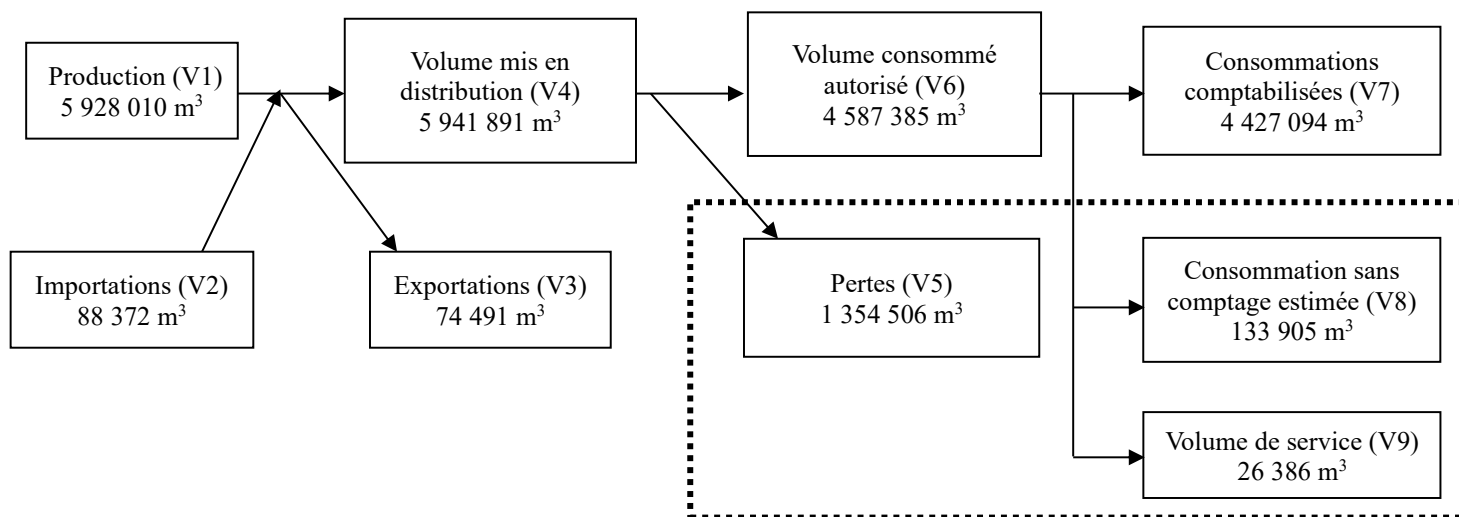 Production (V1)
5 928 010 m³
Volume mis en
distribution (V4)
5 941 891 m³
Volume consommé
autorisé (V6)
4 587 385 m³
Consommations
comptabilisées (V7)
4 427 094 m³
Importations (V2)
88 372 m³
Exportations (V3)
74 491 m³
Pertes (V5)
1 354 506 m³
Consommation sans
comptage estimée (V8)
133 905 m³
Volume de service (V9)
26 386 m³